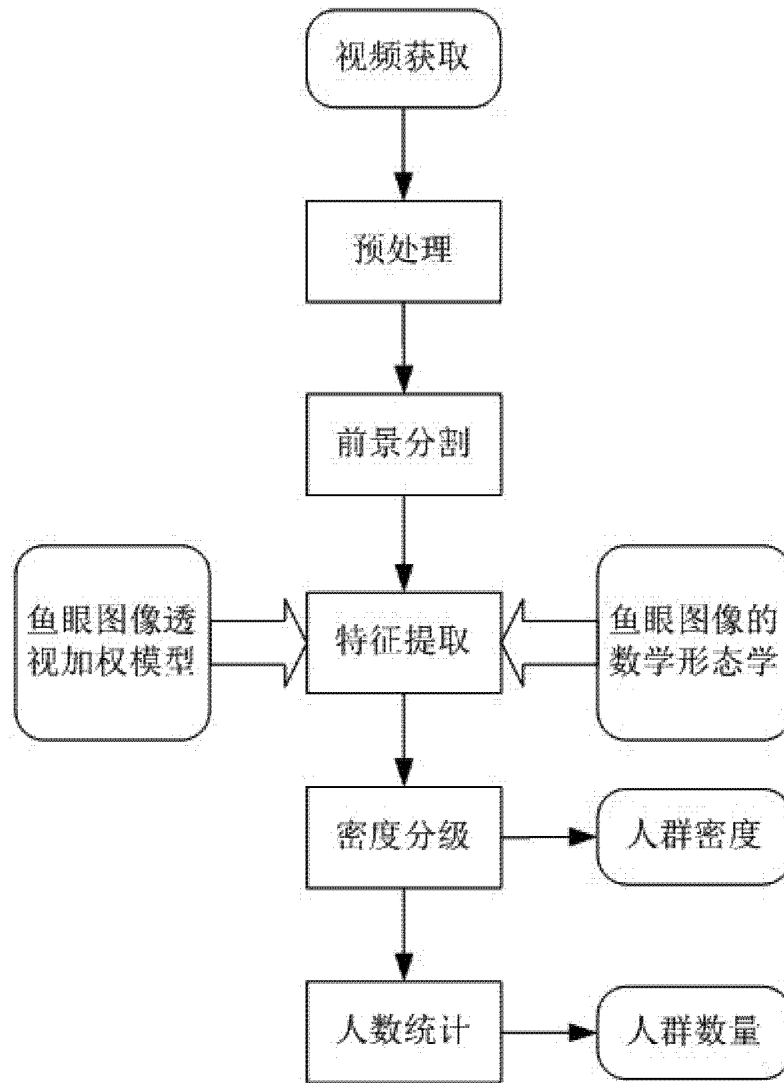 视频获取
预处理
前景分割
鱼眼图像透
视加权模型
特征提取
鱼眼图像的
数学形态学
密度分级
人群密度
人数统计
人群数量